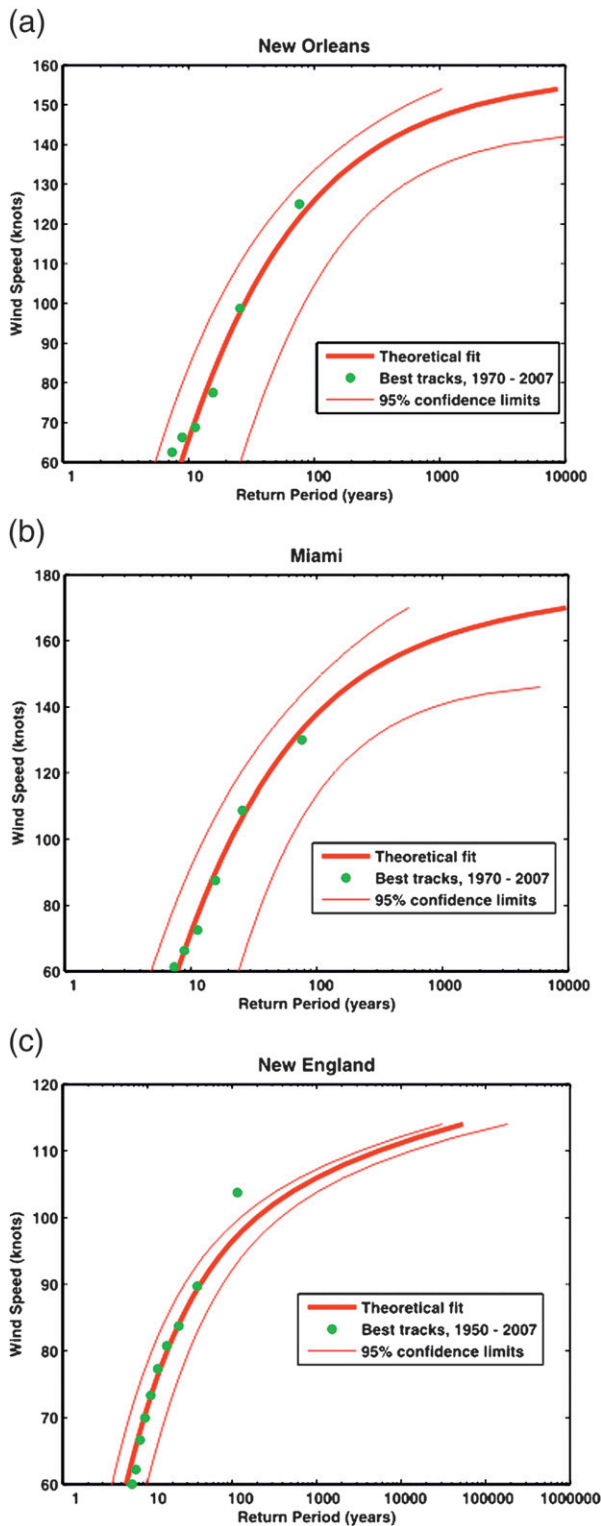 (a)
New Orleans
160
150
140
130
120
110
100
90
80
70
60
Wind Speed (knots)
Theoretical fit
Best tracks, 1970 - 2007
95% confidence limits
1 10 100 1000 10000
Return Period (years)
(b)
Miami
180
160
140
120
100
80
60
Wind Speed (knots)
Theoretical fit
Best tracks, 1970 - 2007
95% confidence limits
1 10 100 1000 10000
Return Period (years)
(c)
New England
120
110
100
90
80
70
60
Wind Speed (knots)
Theoretical fit
Best tracks, 1950 - 2007
95% confidence limits
1 10 100 1000 10000 100000 1000000
Return Period (years)